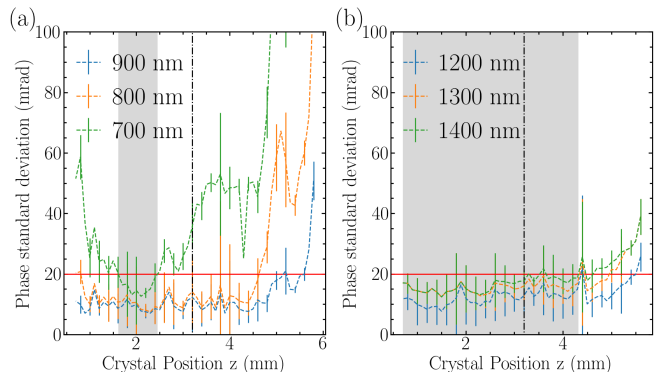 (a)
Phase standard deviation (mrad)
100
80
60
40
20
0
900 nm
800 nm
700 nm
2
4
6
Crystal Position z (mm)
(b)
Phase standard deviation (mrad)
100
80
60
40
20
0
1200 nm
1300 nm
1400 nm
2
4
Crystal Position z (mm)